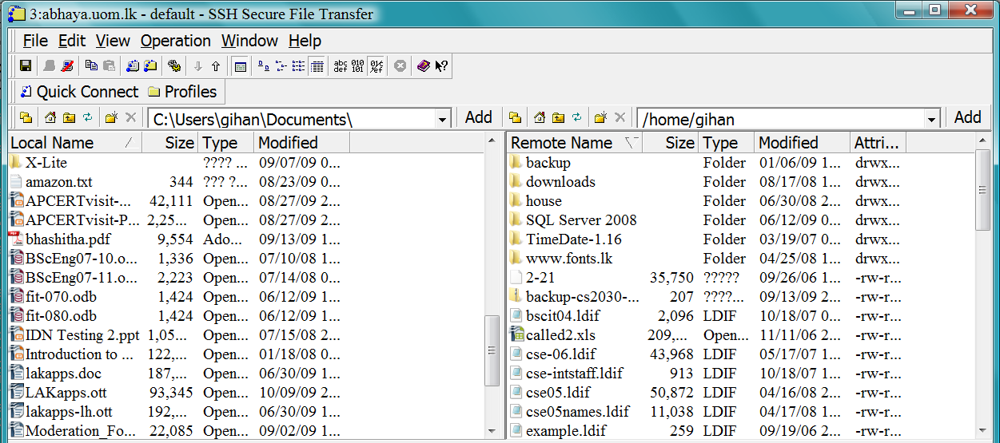 3:abhaya.uom.lk - default - SSH Secure File Transfer
File Edit View Operation Window Help
abc def 010 101
Quick Connect Profiles
C:\Users\gihan\Documents\ Add /home/gihan Add
Local Name Size Type Modified Remote Name Size Type Modified Attri...
X-Lite ???? ... 09/07/09 0... backup Folder 01/06/09 1... drwx...
amazon.txt 344 ??? ?... 08/23/09 0... downloads Folder 08/17/08 1... drwx...
APCERTvisit-... 42,111 Open... 08/27/09 2... house Folder 06/30/08 2... drwx...
APCERTvisit-P... 2,25... Open... 08/27/09 2... SQL Server 2008 Folder 06/12/09 0... drwx...
bhashitha.pdf 9,554 Ado... 09/13/09 1... TimeDate-1.16 Folder 03/19/07 0... drwx...
BScEng07-10.o... 1,336 Open... 07/10/08 1... www.fonts.lk Folder 04/25/08 1... drwx...
BScEng07-11.o... 2,223 Open... 07/14/08 0... 2-21 35,750 ????? 09/26/06 1... -rw-r...
fit-070.odb 1,424 Open... 06/12/09 1... backup-cs2030-... 207 ????... 09/13/09 2... -rw-r...
fit-080.odb 1,424 Open... 06/12/09 1... bscit04.ldif 2,096 LDIF 10/18/07 0... -rw-r...
IDN Testing 2.ppt 1,05... Open... 07/15/08 2... called2.xls 209,... Open... 11/11/06 2... -rw-r...
Introduction to ... 122,... Open... 01/18/08 0... cse-06.ldif 43,968 LDIF 05/17/07 1... -rw-r...
lakapps.doc 187,... Open... 06/30/09 1... cse-intstaff.ldif 913 LDIF 10/18/07 1... -rw-r...
LAKapps.ott 93,345 Open... 10/09/09 2... cse05.ldif 50,872 LDIF 04/16/08 2... -rw-r...
lakapps-lh.ott 192,... Open... 06/30/09 1... cse05names.ldif 11,038 LDIF 04/17/08 1... -rw-r...
Moderation_Fo... 22,085 Open... 09/02/09 1... example.ldif 259 LDIF 09/19/06 2... -rw-r...